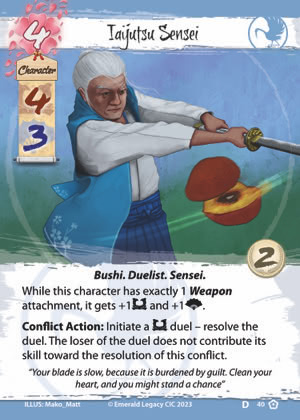 4
Iaijutsu Sensei
Character
4
3
2
Bushi. Duelist. Sensei.
While this character has exactly 1 Weapon
attachment, it gets +1 and +1.
Conflict Action: Initiate a duel – resolve the
duel. The loser of the duel does not contribute its
skill toward the resolution of this conflict.
“Your blade is slow, because it is burdened by guilt. Clean your
heart, and you might stand a chance”
ILLUS: Mako_Matt © Emerald Legacy CIC 2023 D 40